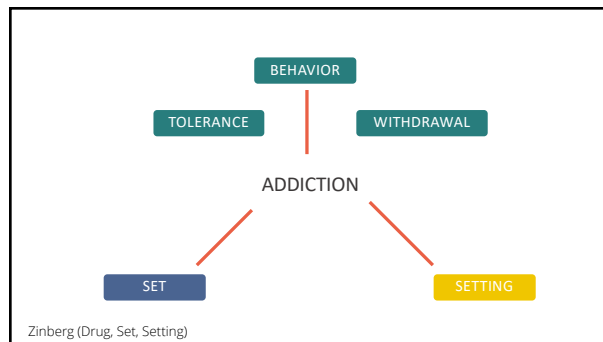 BEHAVIOR
TOLERANCE
WITHDRAWAL
ADDICTION
SET
SETTING
Zinberg (Drug, Set, Setting)